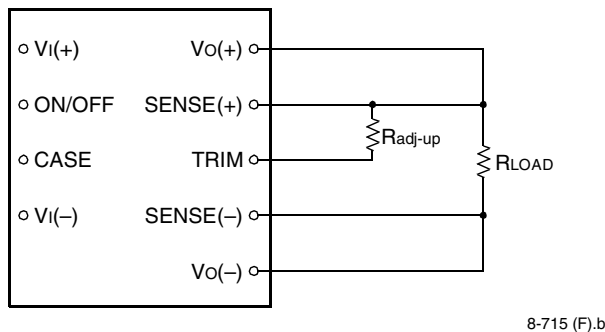 VI(+)
VO(+)
ON/OFF
SENSE(+)
Radj-up
CASE
TRIM
RLOAD
VI(–)
SENSE(–)
VO(–)
8-715 (F).b